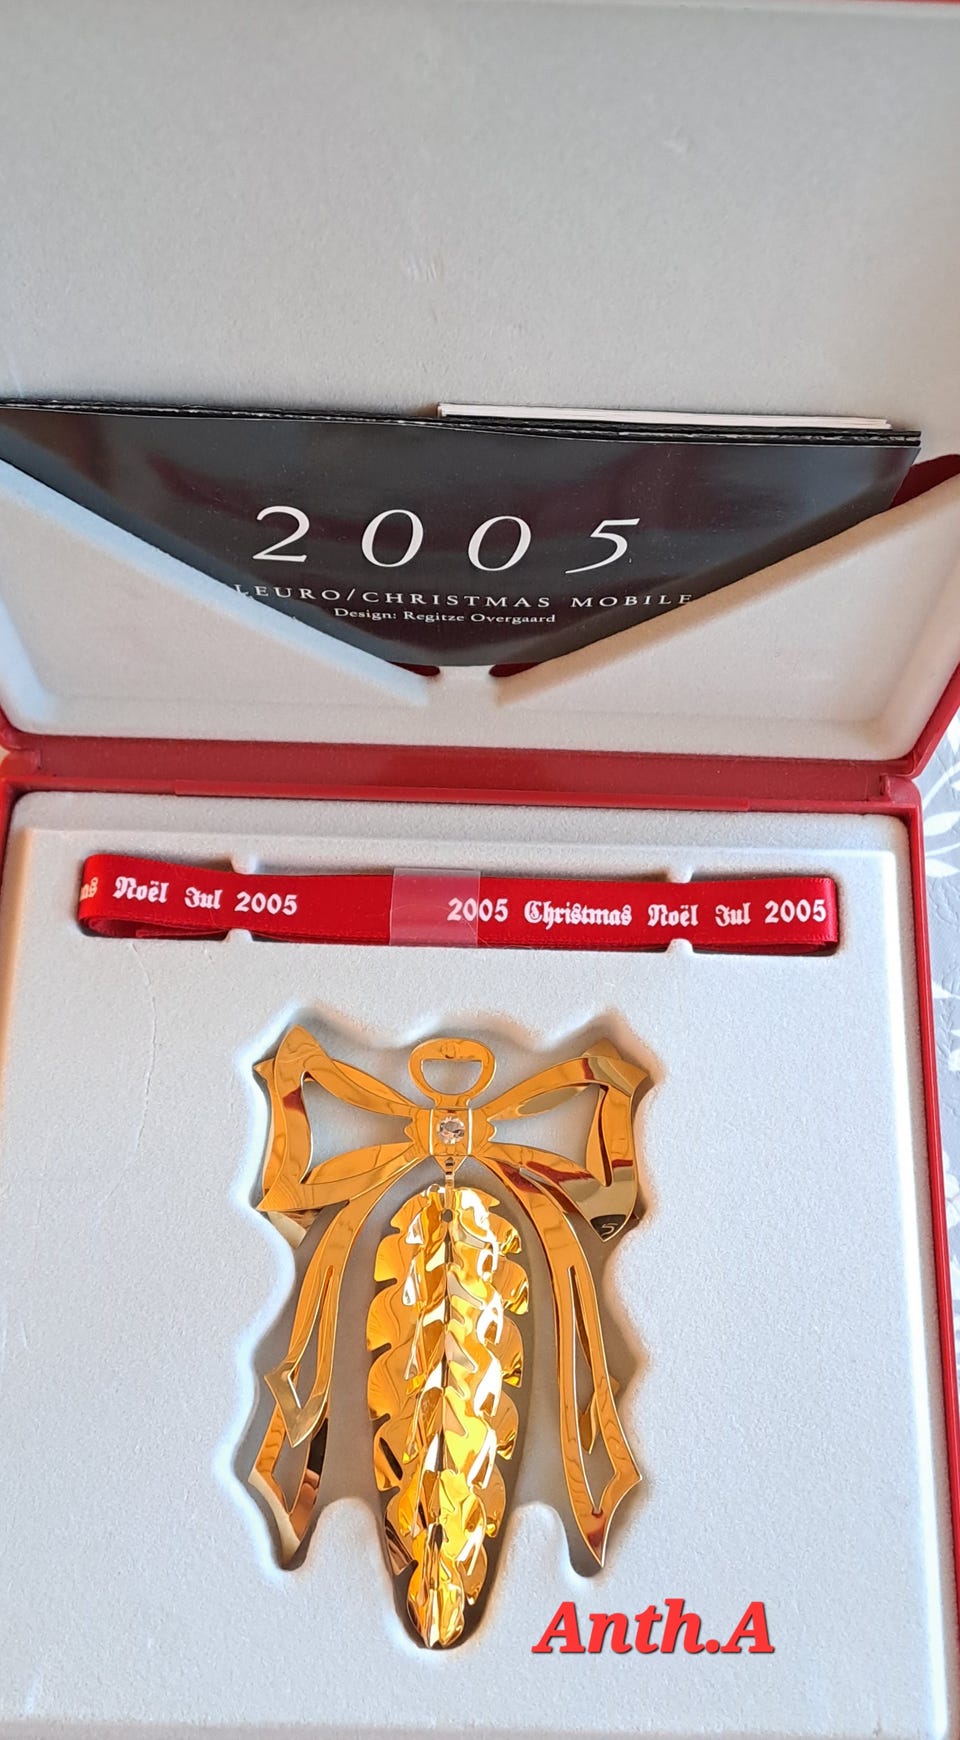 2005
LEURO/CHRISTMAS MOBILE
Design: Regitze Overgaard
Noël Jul 2005 2005 Christmas Noël Jul 2005
Anth.A